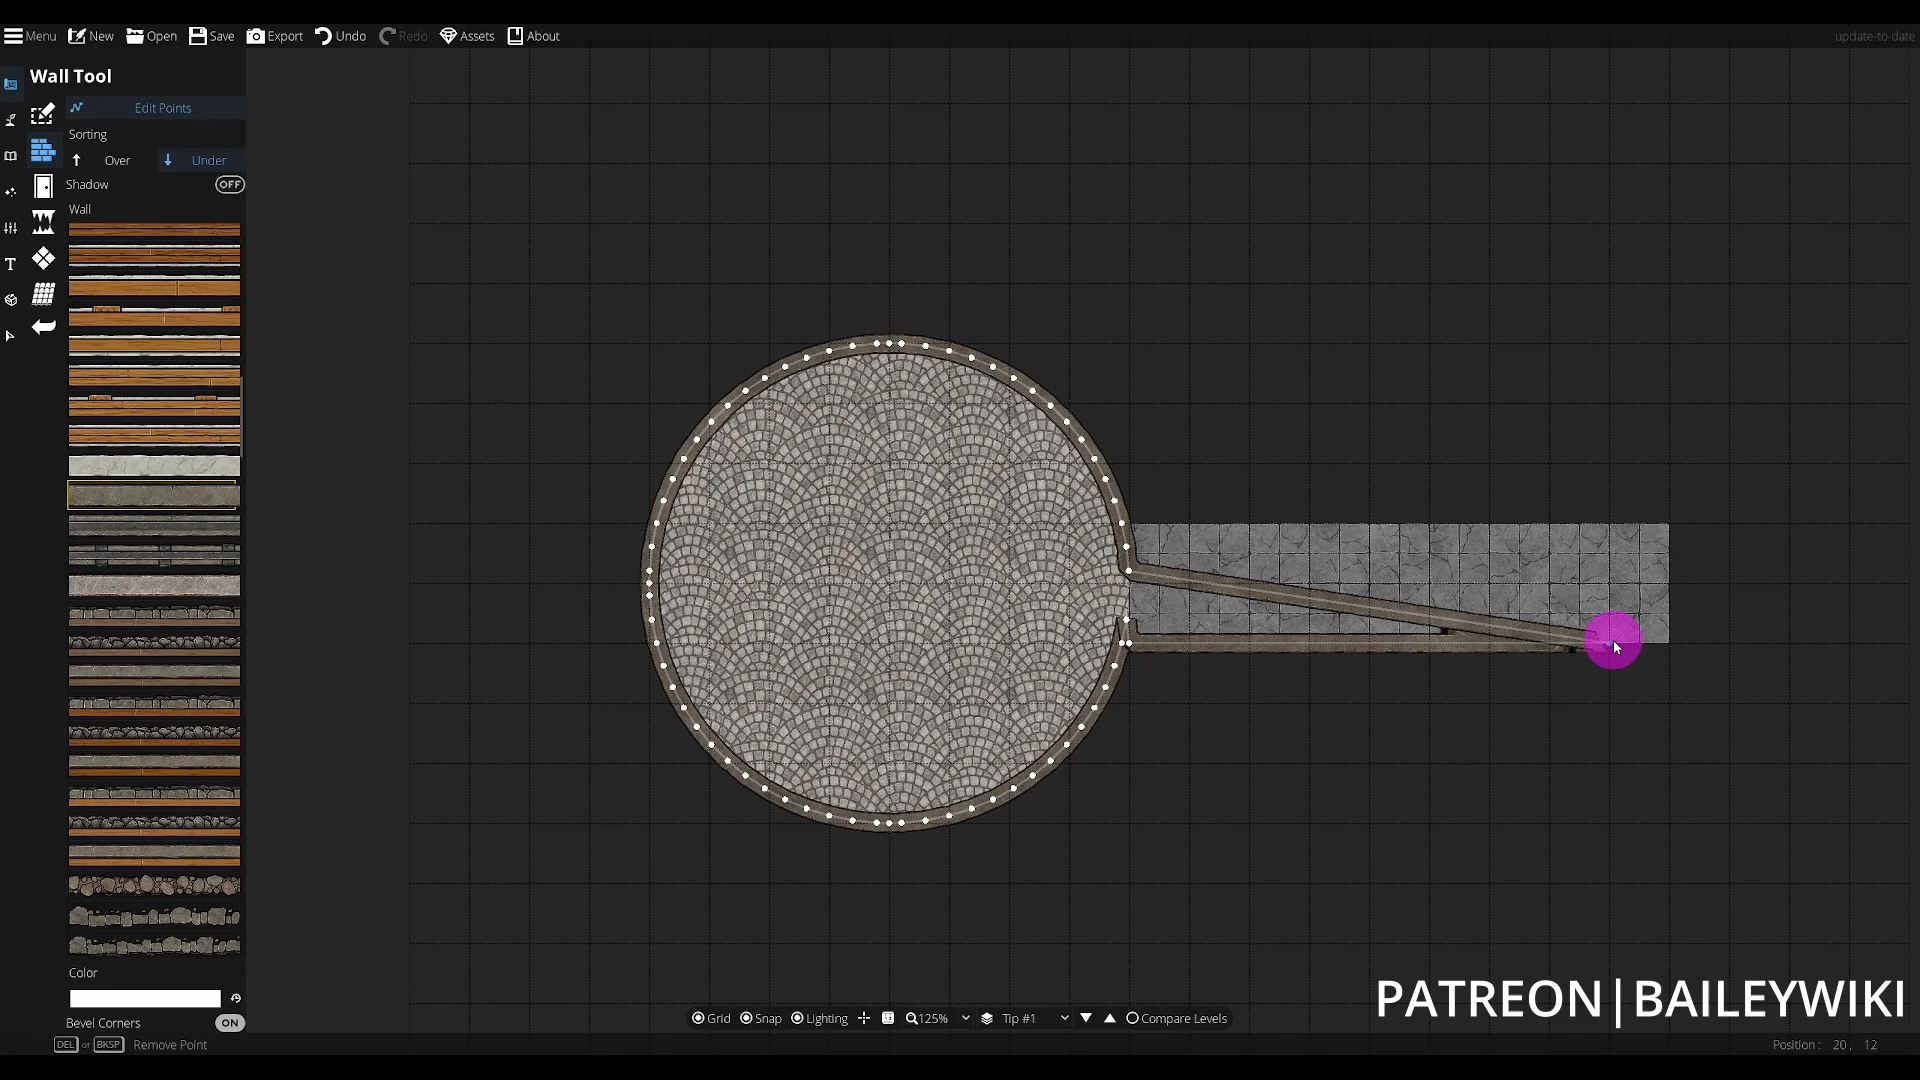 Menu New Open Save Export Undo Redo Assets About update-to-date
Wall Tool
Edit Points
Sorting
Over Under
Shadow OFF
Wall
T
Color
Bevel Corners ON
Grid Snap Lighting 125% Tip #1 Compare Levels
PATREON|BAILEYWIKI
DEL or BKSP Remove Point Position : 20 , 12